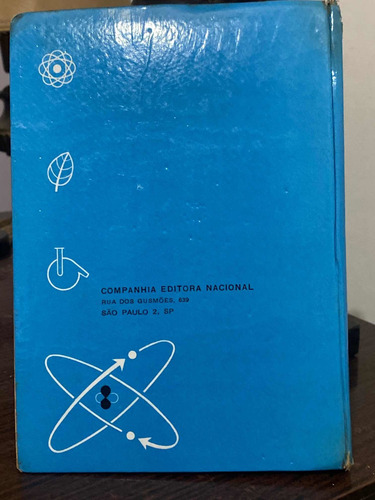 COMPANHIA EDITORA NACIONAL
RUA DOS GUSMÕES, 639
SÃO PAULO 2, SP